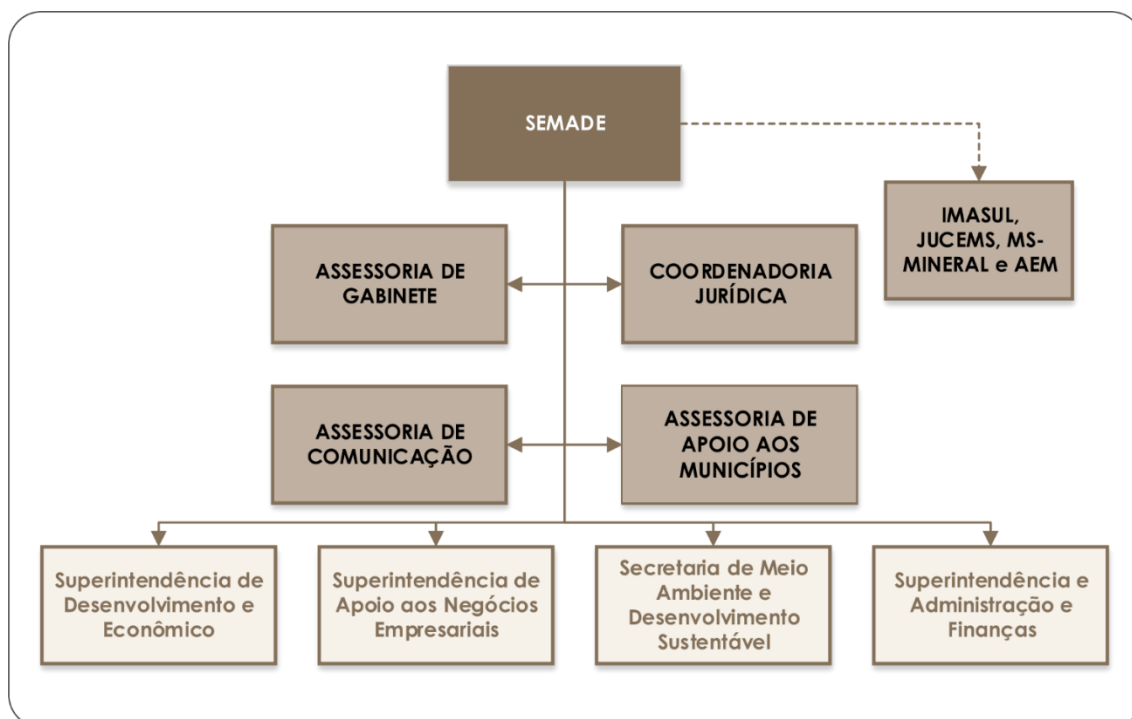 SEMADE
IMASUL,
JUCEMS, MS-
MINERAL e AEM
ASSESSORIA DE
GABINETE
COORDENADORIA
JURÍDICA
ASSESSORIA DE
COMUNICAÇÃO
ASSESSORIA DE
APOIO AOS
MUNICÍPIOS
Superintendência de
Desenvolvimento e
Econômico
Superintendência de
Apoio aos Negócios
Empresariais
Secretaria de Meio
Ambiente e
Desenvolvimento
Sustentável
Superintendência e
Administração e
Finanças